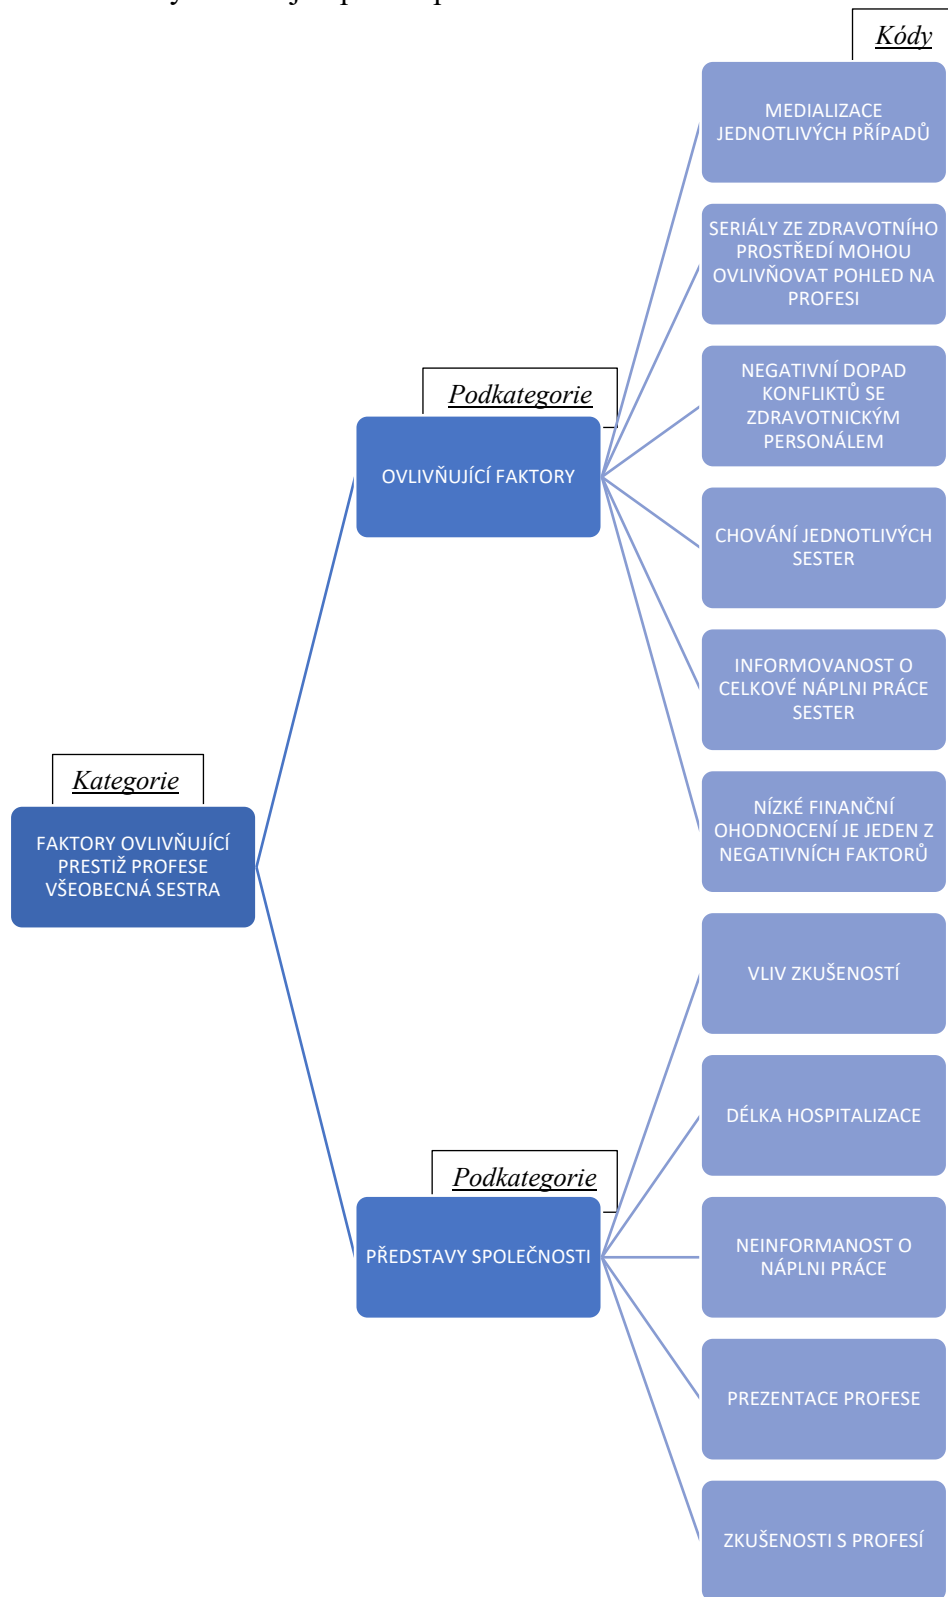 Kódy
MEDIALIZACE
JEDNOTLIVÝCH PŘÍPADŮ
SERIÁLY ZE ZDRAVOTNÍHO
PROSTŘEDÍ MOHOU
OVLIVŇOVAT POHLED NA
PROFESI
NEGATIVNÍ DOPAD
KONFLIKTŮ SE
ZDRAVOTNICKÝM
PERSONÁLEM
Podkategorie
OVLIVŇUJÍCÍ FAKTORY
CHOVÁNÍ JEDNOTLIVÝCH
SESTER
INFORMOVANOST O
CELKOVÉ NÁPLNI PRÁCE
SESTER
Kategorie
FAKTORY OVLIVŇUJÍCÍ
PRESTIŽ PROFESE
VŠEOBECNÁ SESTRA
NÍZKÉ FINANČNÍ
OHODNOCENÍ JE JEDEN Z
NEGATIVNÍCH FAKTORŮ
VLIV ZKUŠENOSTÍ
DÉLKA HOSPITALIZACE
Podkategorie
PŘEDSTAVY SPOLEČNOSTI
NEINFORMANOST O
NÁPLNI PRÁCE
PREZENTACE PROFESE
ZKUŠENOSTI S PROFESÍ